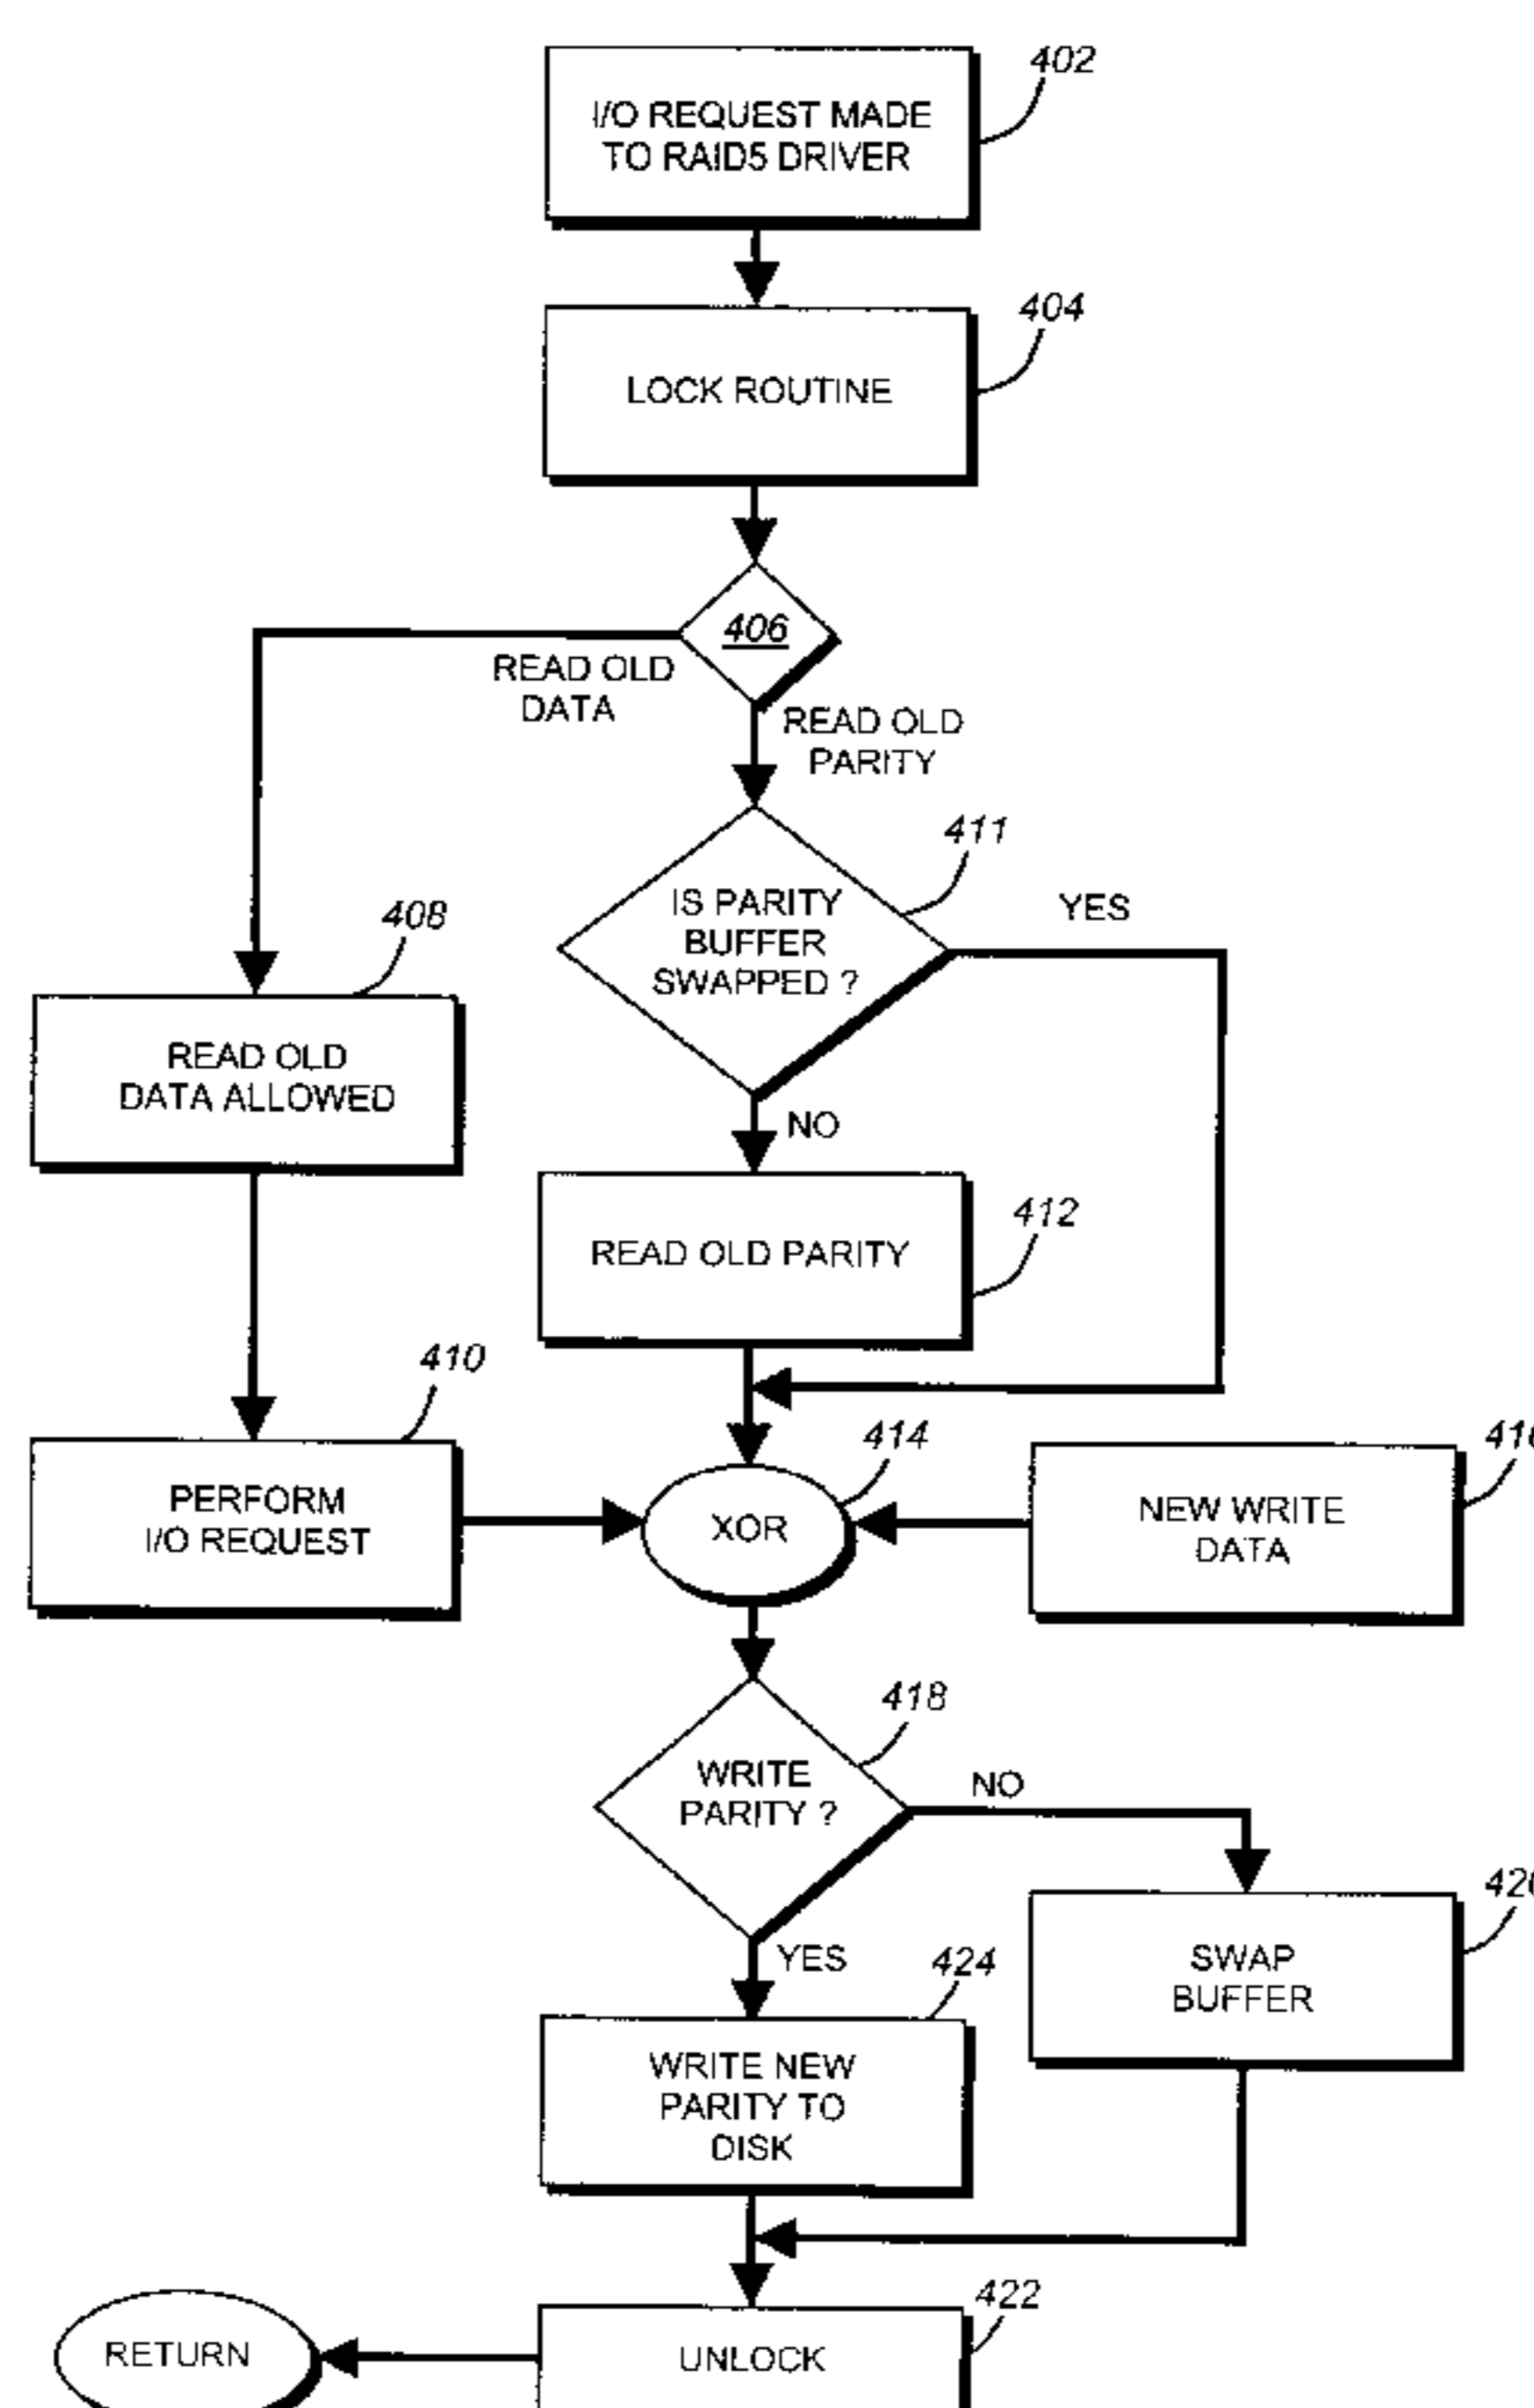 402
I/O REQUEST MADE
TO RAID5 DRIVER
404
LOCK ROUTINE
406
READ OLD
DATA
READ OLD
PARITY
411
IS PARITY
BUFFER
SWAPPED ?
YES
408
READ OLD
DATA ALLOWED
NO
412
READ OLD PARITY
410
PERFORM
I/O REQUEST
414
XOR
416
NEW WRITE
DATA
418
WRITE
PARITY ?
NO
420
SWAP
BUFFER
YES
424
WRITE NEW
PARITY TO
DISK
422
UNLOCK
RETURN